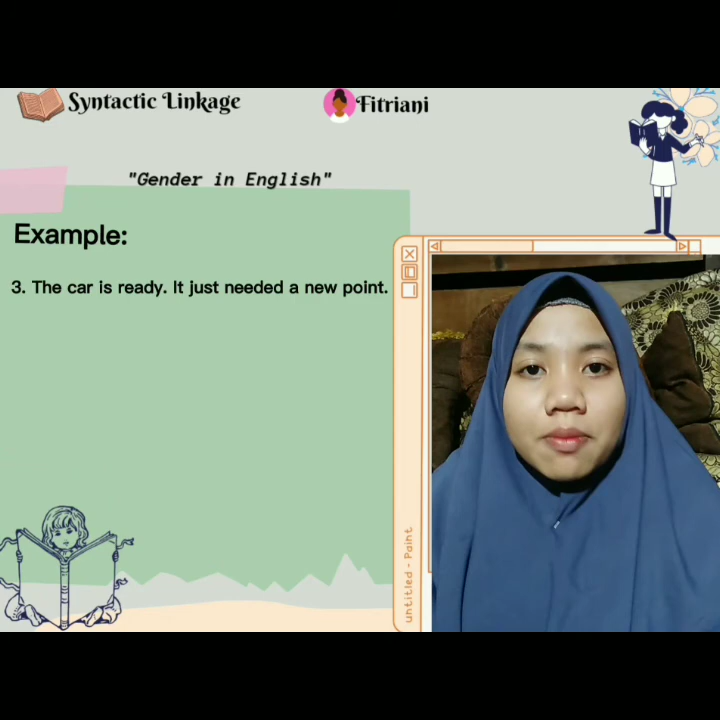 Syntactic Linkage
Fitriani
"Gender in English"
Example:
3. The car is ready. It just needed a new point.
untitled - Paint